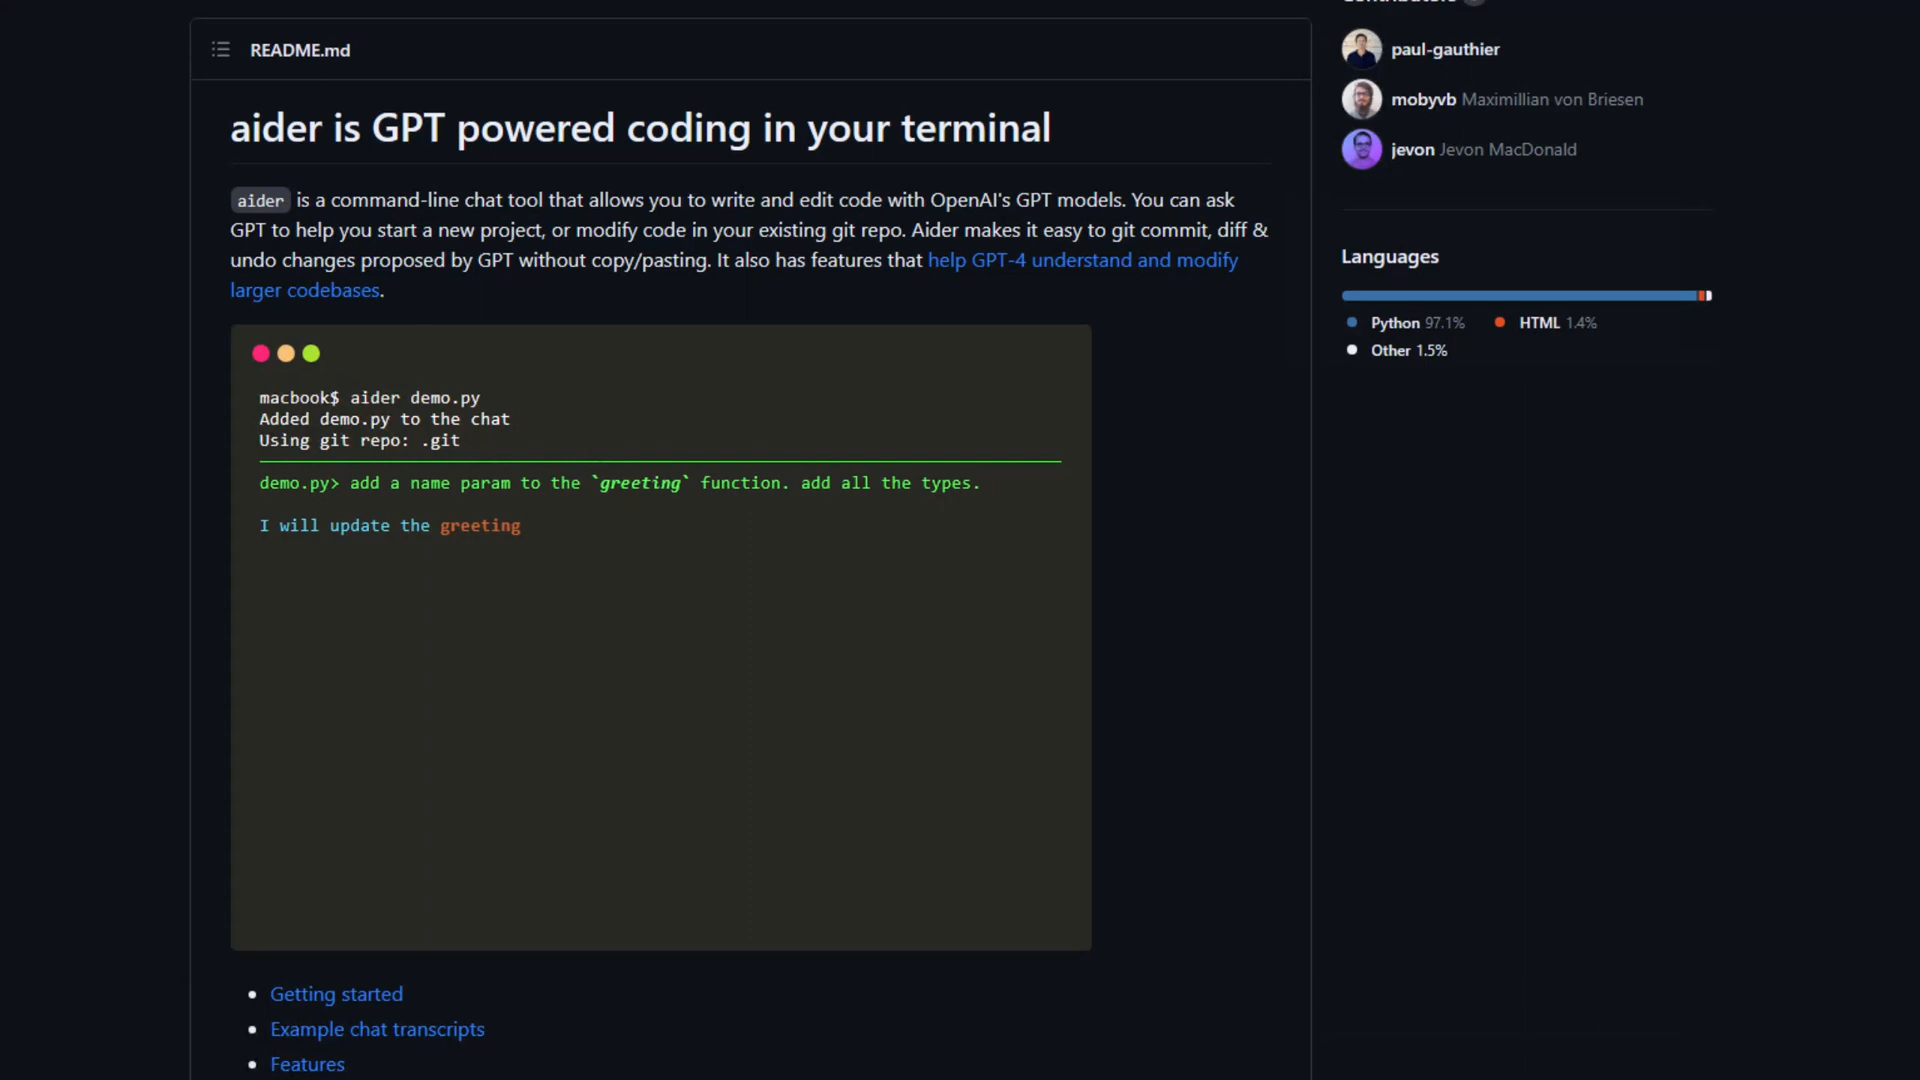 README.md
aider is GPT powered coding in your terminal
aider is a command-line chat tool that allows you to write and edit code with OpenAI's GPT models. You can ask
GPT to help you start a new project, or modify code in your existing git repo. Aider makes it easy to git commit, diff &
undo changes proposed by GPT without copy/pasting. It also has features that help GPT-4 understand and modify
larger codebases.
macbook$ aider demo.py
Added demo.py to the chat
Using git repo: .git
demo.py> add a name param to the `greeting` function. add all the types.
I will update the greeting
Getting started
Example chat transcripts
Features
paul-gauthier
mobyvb Maximillian von Briesen
jevon Jevon MacDonald
Languages
Python 97.1% HTML 1.4%
Other 1.5%